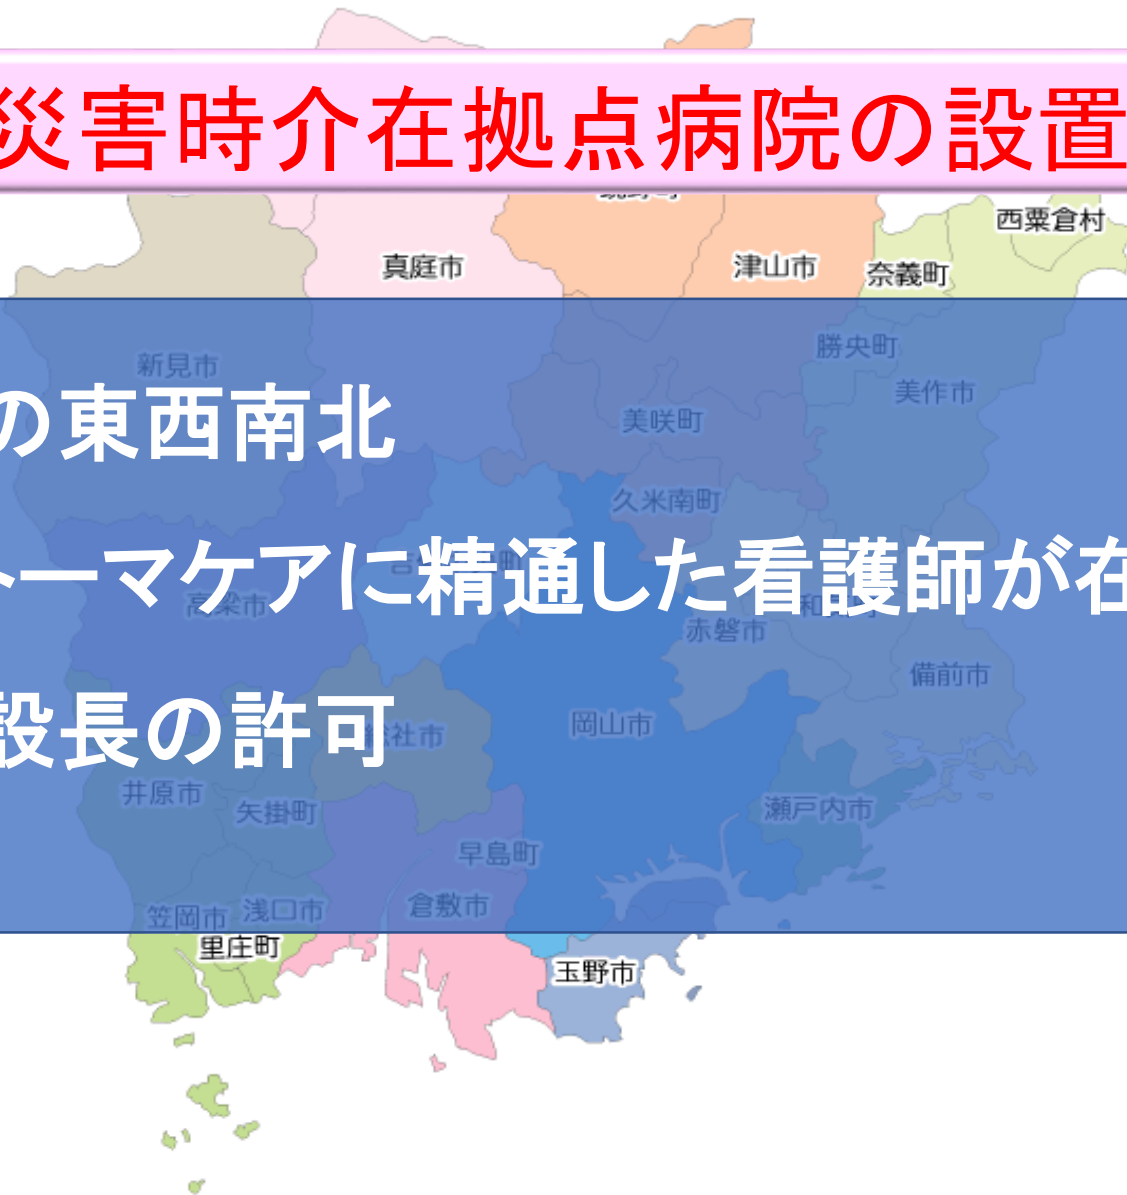 災害時介在拠点病院の設置
西粟倉村
真庭市
津山市
奈義町
勝央町
新見市
美作市
の東西南北
美咲町
久米南町
トーマケアに精通した看護師が在
高梁市
赤磐市
備前市
設長の許可
岡山市
総社市
井原市
矢掛町
瀬戸内市
早島町
倉敷市
浅口市
笠岡市
里庄町
玉野市